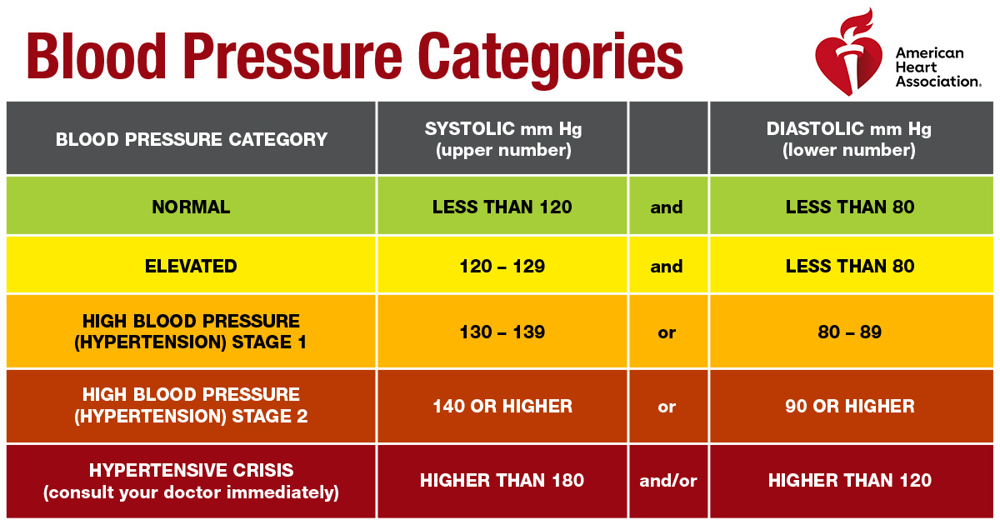 Blood Pressure Categories
American
Heart
Association.
BLOOD PRESSURE CATEGORY
SYSTOLIC mm Hg
(upper number)
DIASTOLIC mm Hg
(lower number)
NORMAL
LESS THAN 120
and
LESS THAN 80
ELEVATED
120 – 129
and
LESS THAN 80
HIGH BLOOD PRESSURE
(HYPERTENSION) STAGE 1
130 – 139
or
80 – 89
HIGH BLOOD PRESSURE
(HYPERTENSION) STAGE 2
140 OR HIGHER
or
90 OR HIGHER
HYPERTENSIVE CRISIS
(consult your doctor immediately)
HIGHER THAN 180
and/or
HIGHER THAN 120